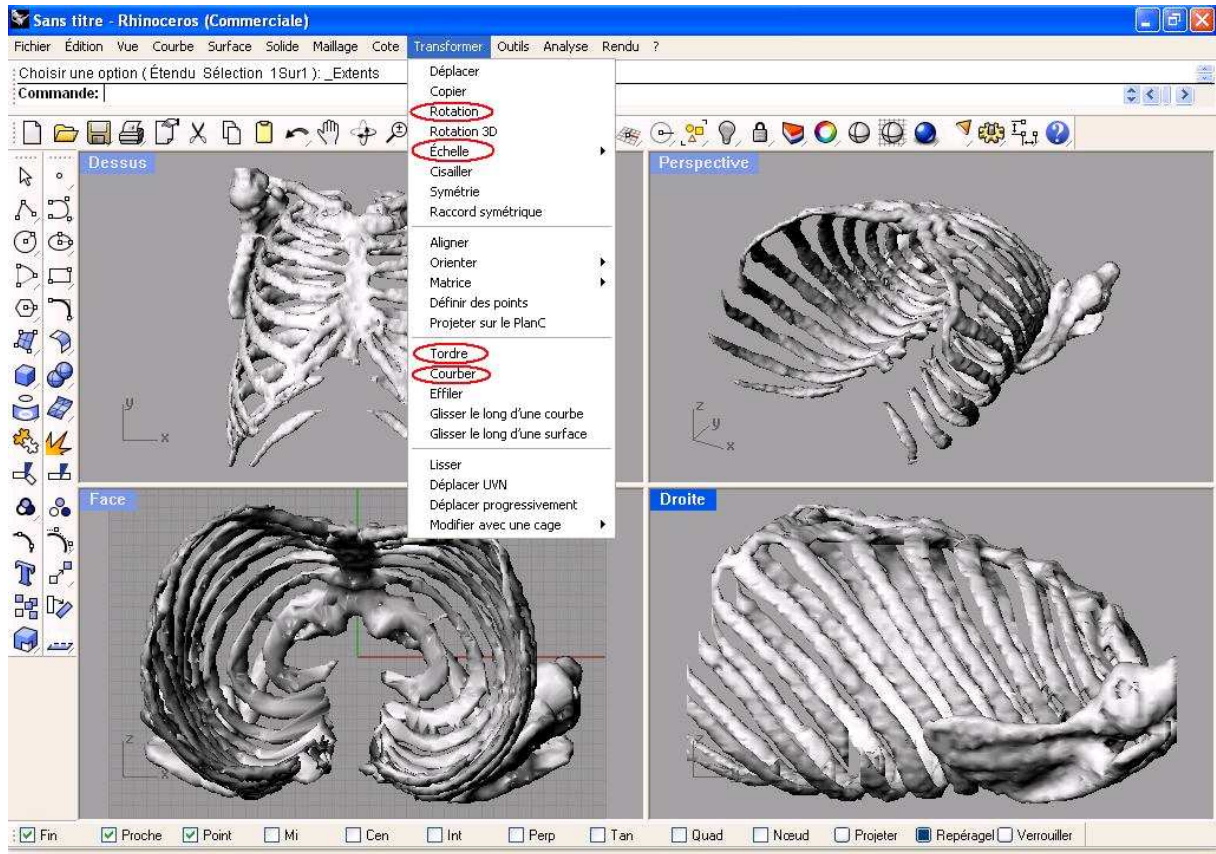 Sans titre - Rhinoceros (Commerciale)
Fichier Édition Vue Courbe Surface Solide Maillage Cote Transformer Outils Analyse Rendu ?
Choisir une option ( Étendu Sélection 1Sur1 ): _Extents
Commande:
Déplacer
Copier
Rotation
Rotation 3D
Échelle
Cisailler
Symétrie
Raccord symétrique
Aligner
Orienter
Matrice
Définir des points
Projeter sur le PlanC
Tordre
Courber
Effiler
Glisser le long d'une courbe
Glisser le long d'une surface
Lisser
Déplacer UVN
Déplacer progressivement
Modifier avec une cage
Dessus
y
x
Perspective
z
y
x
Face
z
x
Droite
z
y
Fin Proche Point Mi Cen Int Perp Tan Quad Nœud Projeter Repéragel Verrouiller